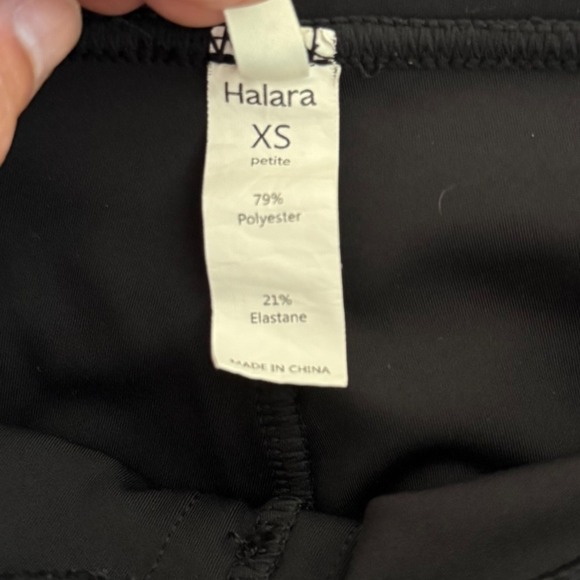 Halara
XS
petite
79%
Polyester
21%
Elastane
MADE IN CHINA